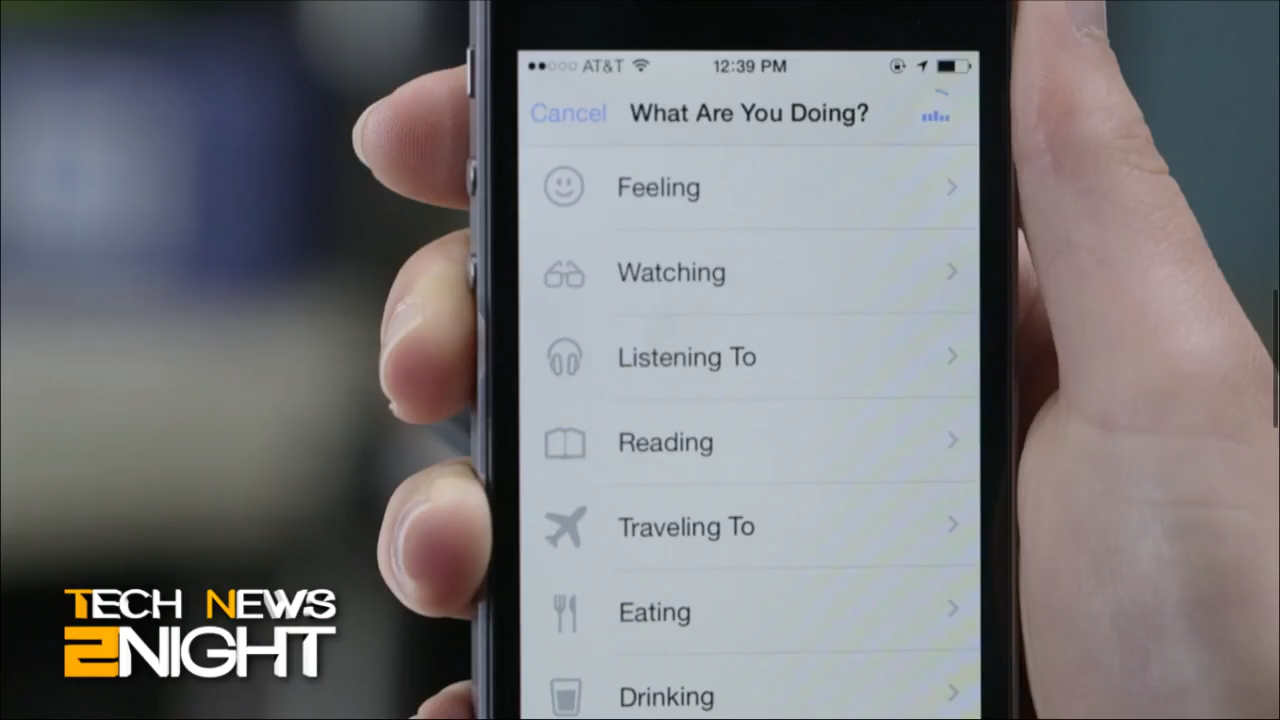 AT&T 12:39 PM
Cancel What Are You Doing?
Feeling
Watching
Listening To
Reading
Traveling To
Eating
Drinking
TECH NEWS
2NIGHT